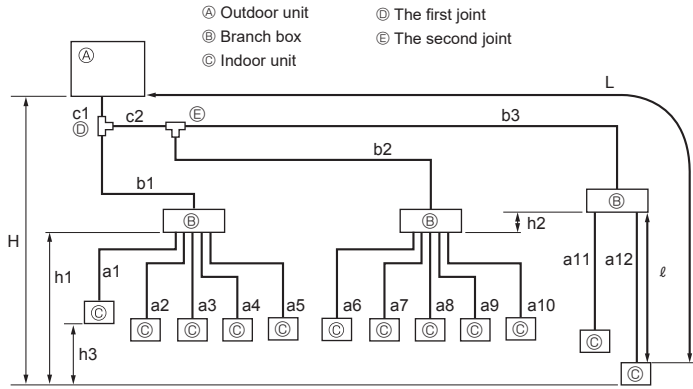 Ⓐ Outdoor unit
Ⓑ Branch box
Ⓒ Indoor unit
Ⓓ The first joint
Ⓔ The second joint
Ⓐ
L
c1 c2 Ⓔ b3
Ⓓ
b2
b1
Ⓑ
Ⓑ Ⓑ h2
H
h1 a1 a11 a12 ℓ
a2 a3 a4 a5 a6 a7 a8 a9 a10
Ⓒ
Ⓒ Ⓒ Ⓒ Ⓒ Ⓒ Ⓒ Ⓒ Ⓒ Ⓒ
Ⓒ
h3
Ⓒ